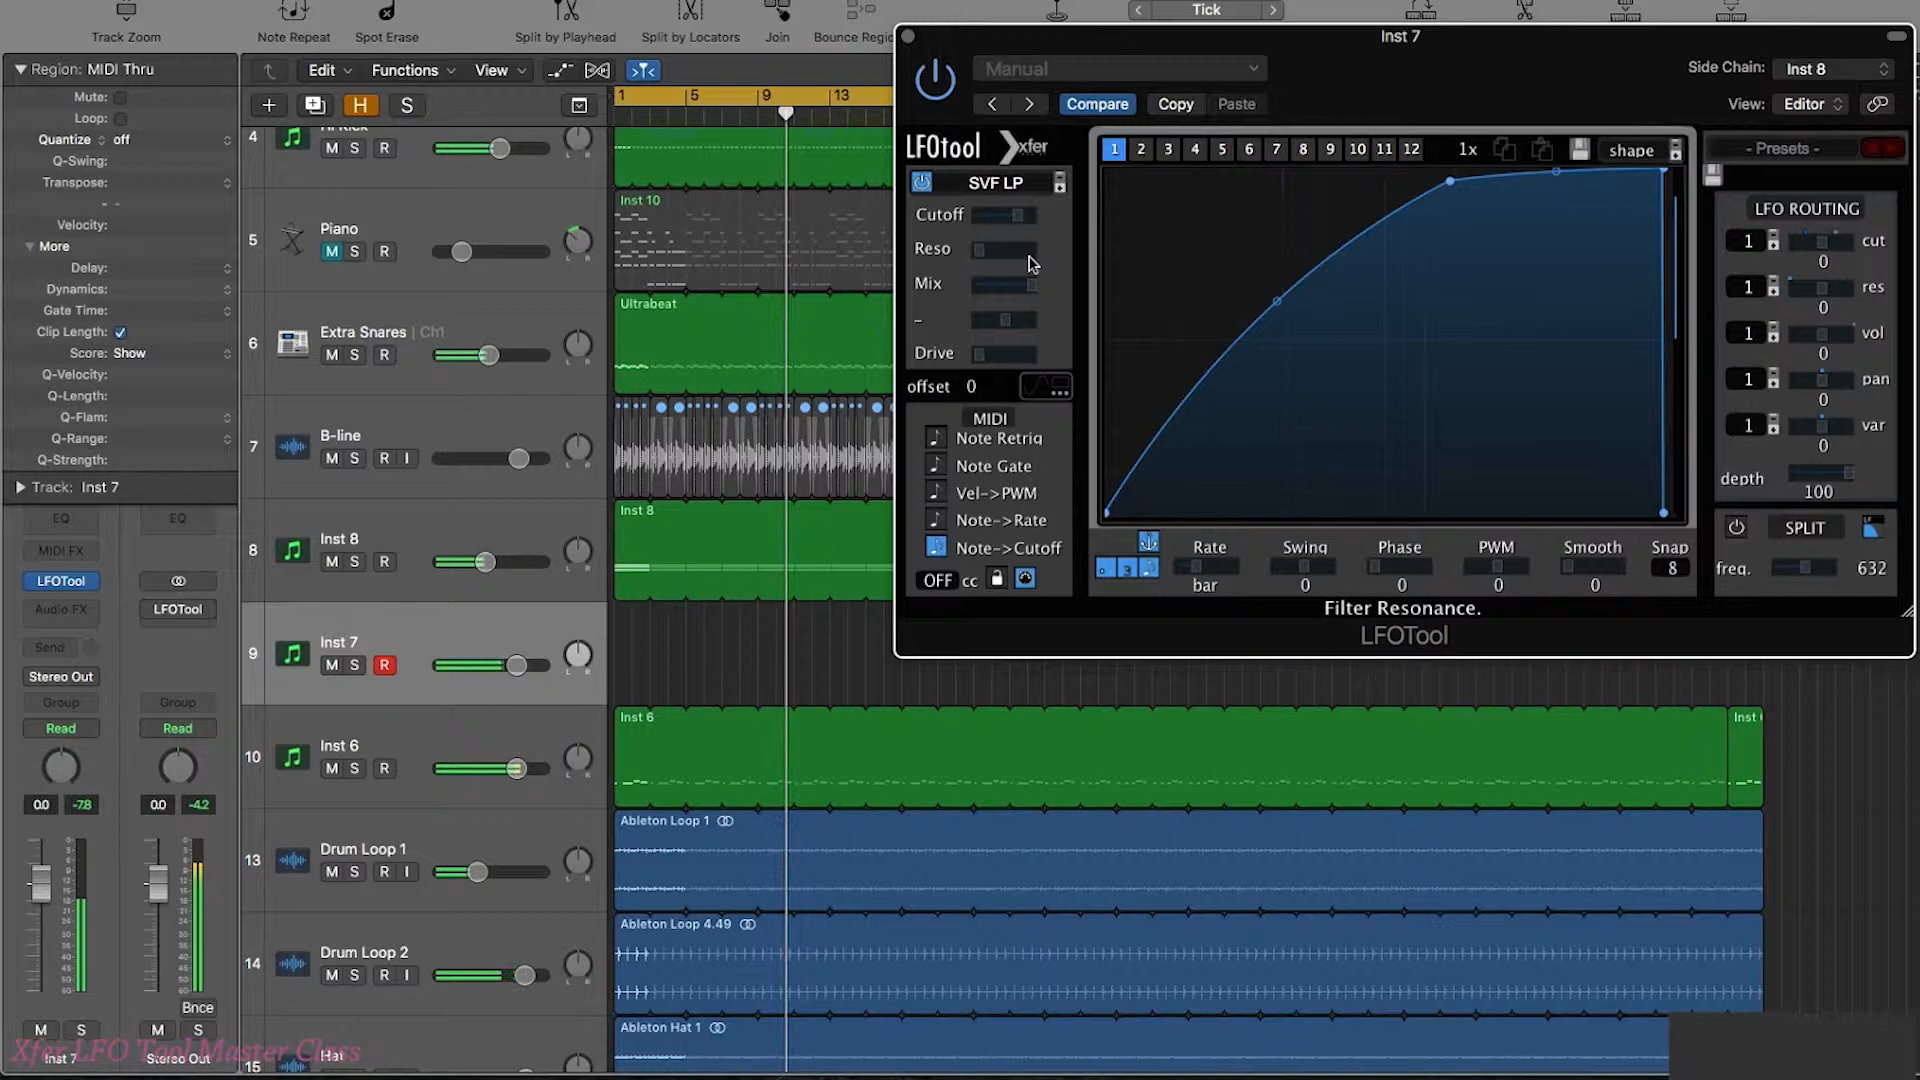 Track Zoom
Note Repeat
Spot Erase
Split by Playhead
Split by Locators
Join
Tick
Region: MIDI Thru
Mute:
Loop:
Quantize off
Q-Swing:
Transpose:
Velocity:
More
Delay:
Dynamics:
Gate Time:
Clip Length:
Score: Show
Q-Velocity:
Q-Length:
Q-Flam:
Q-Range:
Q-Strength:
Track: Inst 7
EQ
EQ
MIDI FX
LFOTool
Audio FX
LFOTool
Send
Stereo Out
Group
Group
Read
Read
0.0
-7.8
0.0
-4.2
Bnce
M S
M S
Xfer LFO Tool Master Class
Inst 7
Stereo Out
Edit
Functions
View
H
S
1
5
9
13
4
M S R
5
Piano
M S R
6
Extra Snares | Ch1
M S R
7
B-line
M S R I
8
Inst 8
M S R
9
Inst 7
M S R
10
Inst 6
M S R
13
Drum Loop 1
M S R I
14
Drum Loop 2
M S R I
15
Hat
Inst 10
Ultrabeat
Inst 8
Inst 6
Ableton Loop 1
Ableton Loop 4.49
Ableton Hat 1
Inst 7
Manual
Side Chain: Inst 8
Compare
Copy
Paste
View: Editor
LFOtool
xfer
SVF LP
Cutoff
Reso
Mix
–
Drive
offset 0
MIDI
Note Retrig
Note Gate
Vel->PWM
Note->Rate
Note->Cutoff
OFF cc
1 2 3 4 5 6 7 8 9 10 11 12
1x
shape
Rate
bar
Swing
0
Phase
0
PWM
0
Smooth
0
Snap
8
Filter Resonance.
LFOTool
- Presets -
LFO ROUTING
1 cut
0
1 res
0
1 vol
0
1 pan
0
1 var
0
depth
100
SPLIT
freq. 632